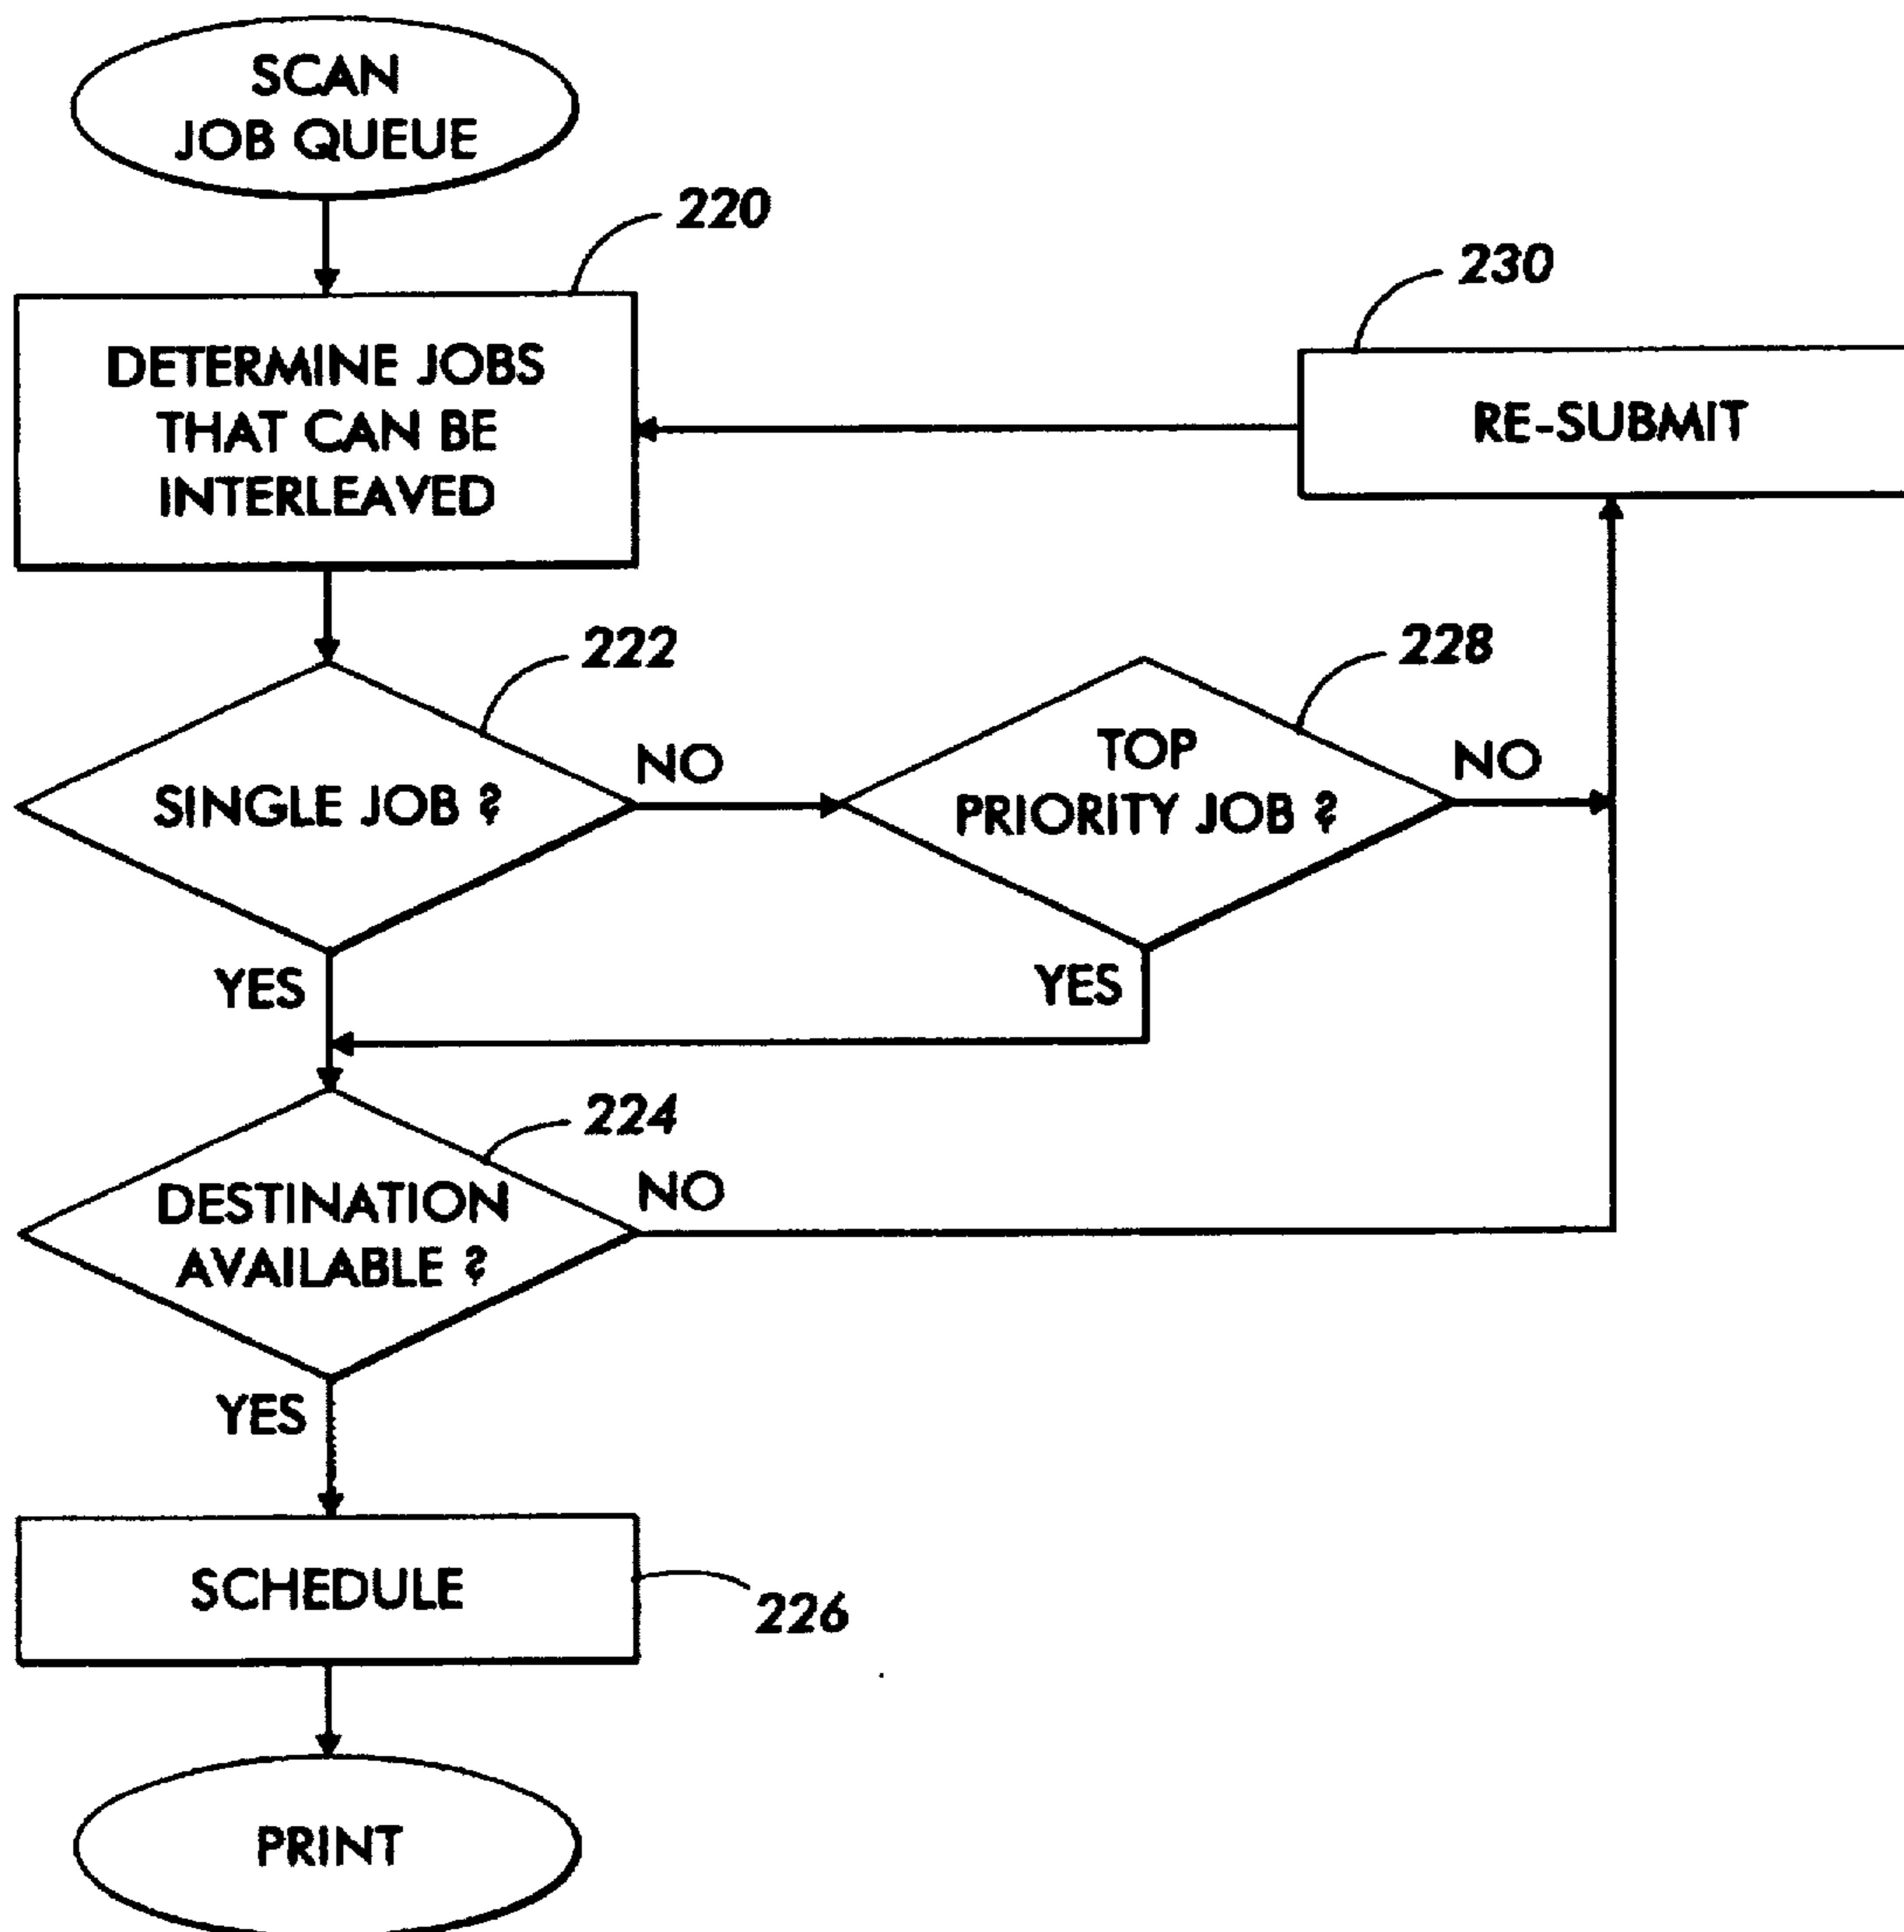 SCAN
JOB QUEUE
220
230
DETERMINE JOBS
THAT CAN BE
INTERLEAVED
RE-SUBMIT
222
228
SINGLE JOB ?
NO
TOP
PRIORITY JOB ?
NO
YES
YES
224
DESTINATION
AVAILABLE ?
NO
YES
SCHEDULE
226
PRINT